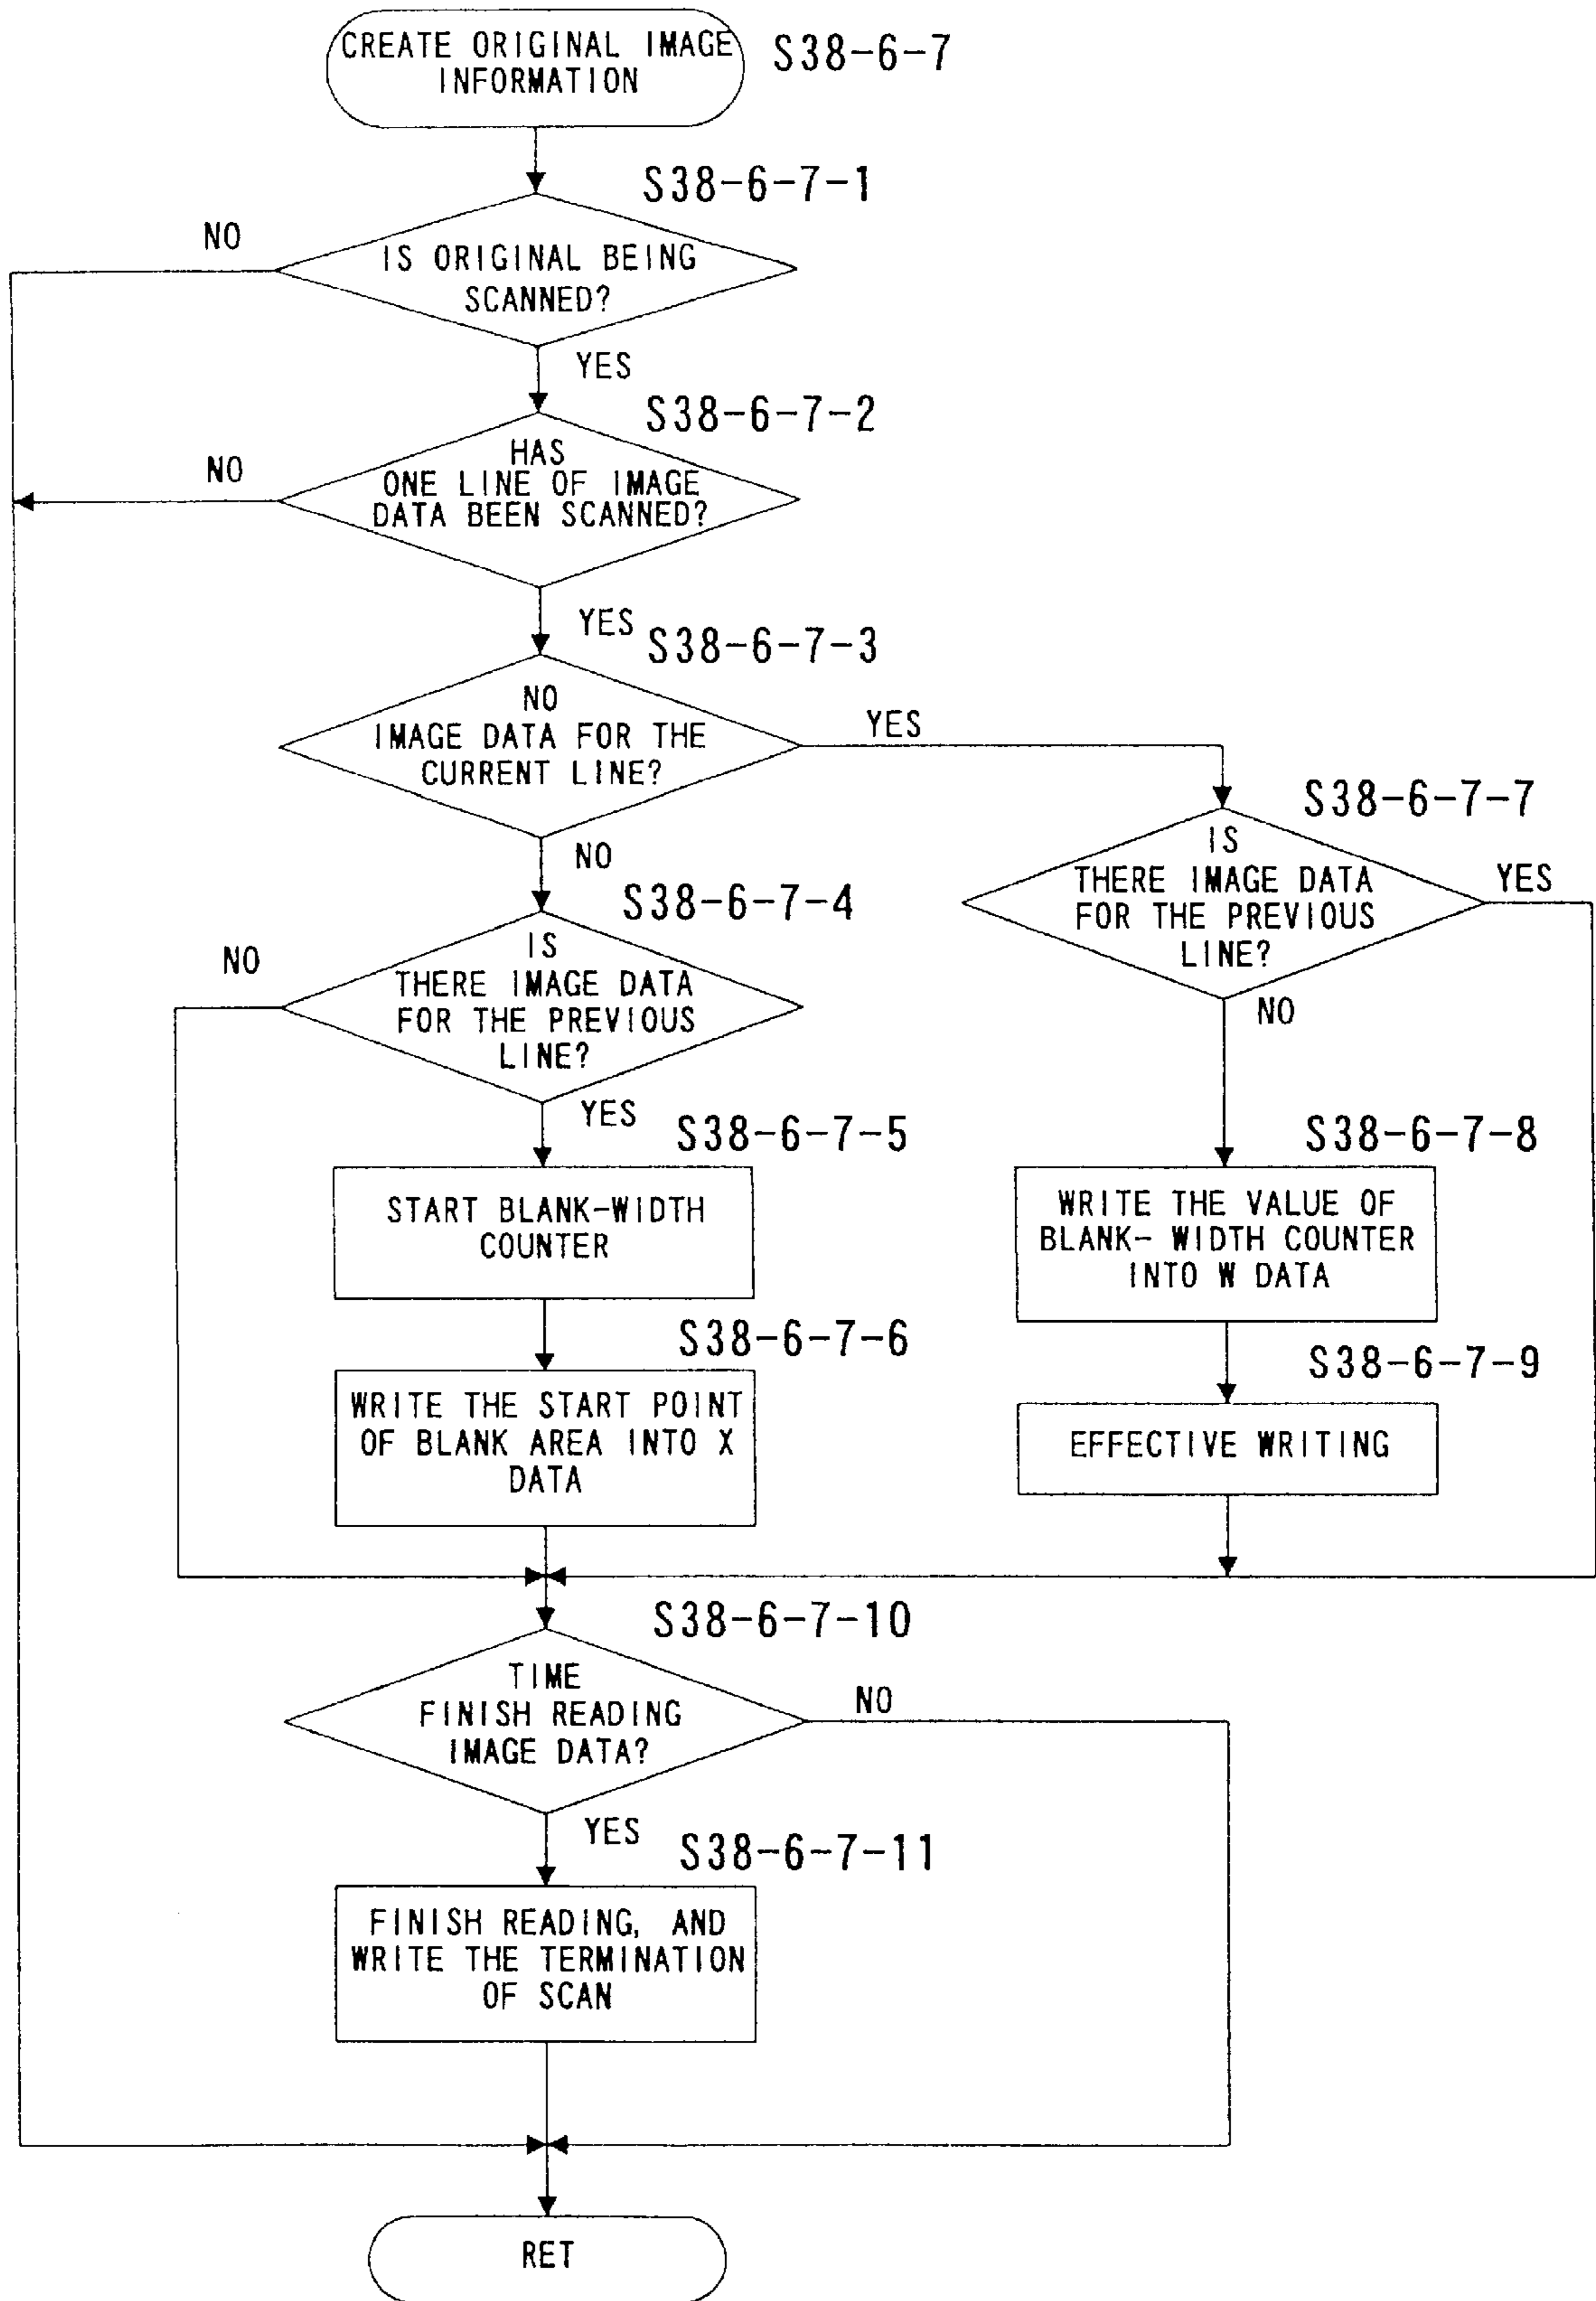 CREATE ORIGINAL IMAGE
INFORMATION
S38-6-7
S38-6-7-1
NO
IS ORIGINAL BEING
SCANNED?
YES
S38-6-7-2
NO
HAS
ONE LINE OF IMAGE
DATA BEEN SCANNED?
YES
S38-6-7-3
NO
IMAGE DATA FOR THE
CURRENT LINE?
YES
S38-6-7-7
IS
THERE IMAGE DATA
FOR THE PREVIOUS
LINE?
YES
NO
NO
S38-6-7-4
NO
IS
THERE IMAGE DATA
FOR THE PREVIOUS
LINE?
YES
S38-6-7-5
START BLANK-WIDTH
COUNTER
S38-6-7-6
WRITE THE START POINT
OF BLANK AREA INTO X
DATA
S38-6-7-8
WRITE THE VALUE OF
BLANK- WIDTH COUNTER
INTO W DATA
S38-6-7-9
EFFECTIVE WRITING
S38-6-7-10
TIME
FINISH READING
IMAGE DATA?
NO
YES
S38-6-7-11
FINISH READING, AND
WRITE THE TERMINATION
OF SCAN
RET